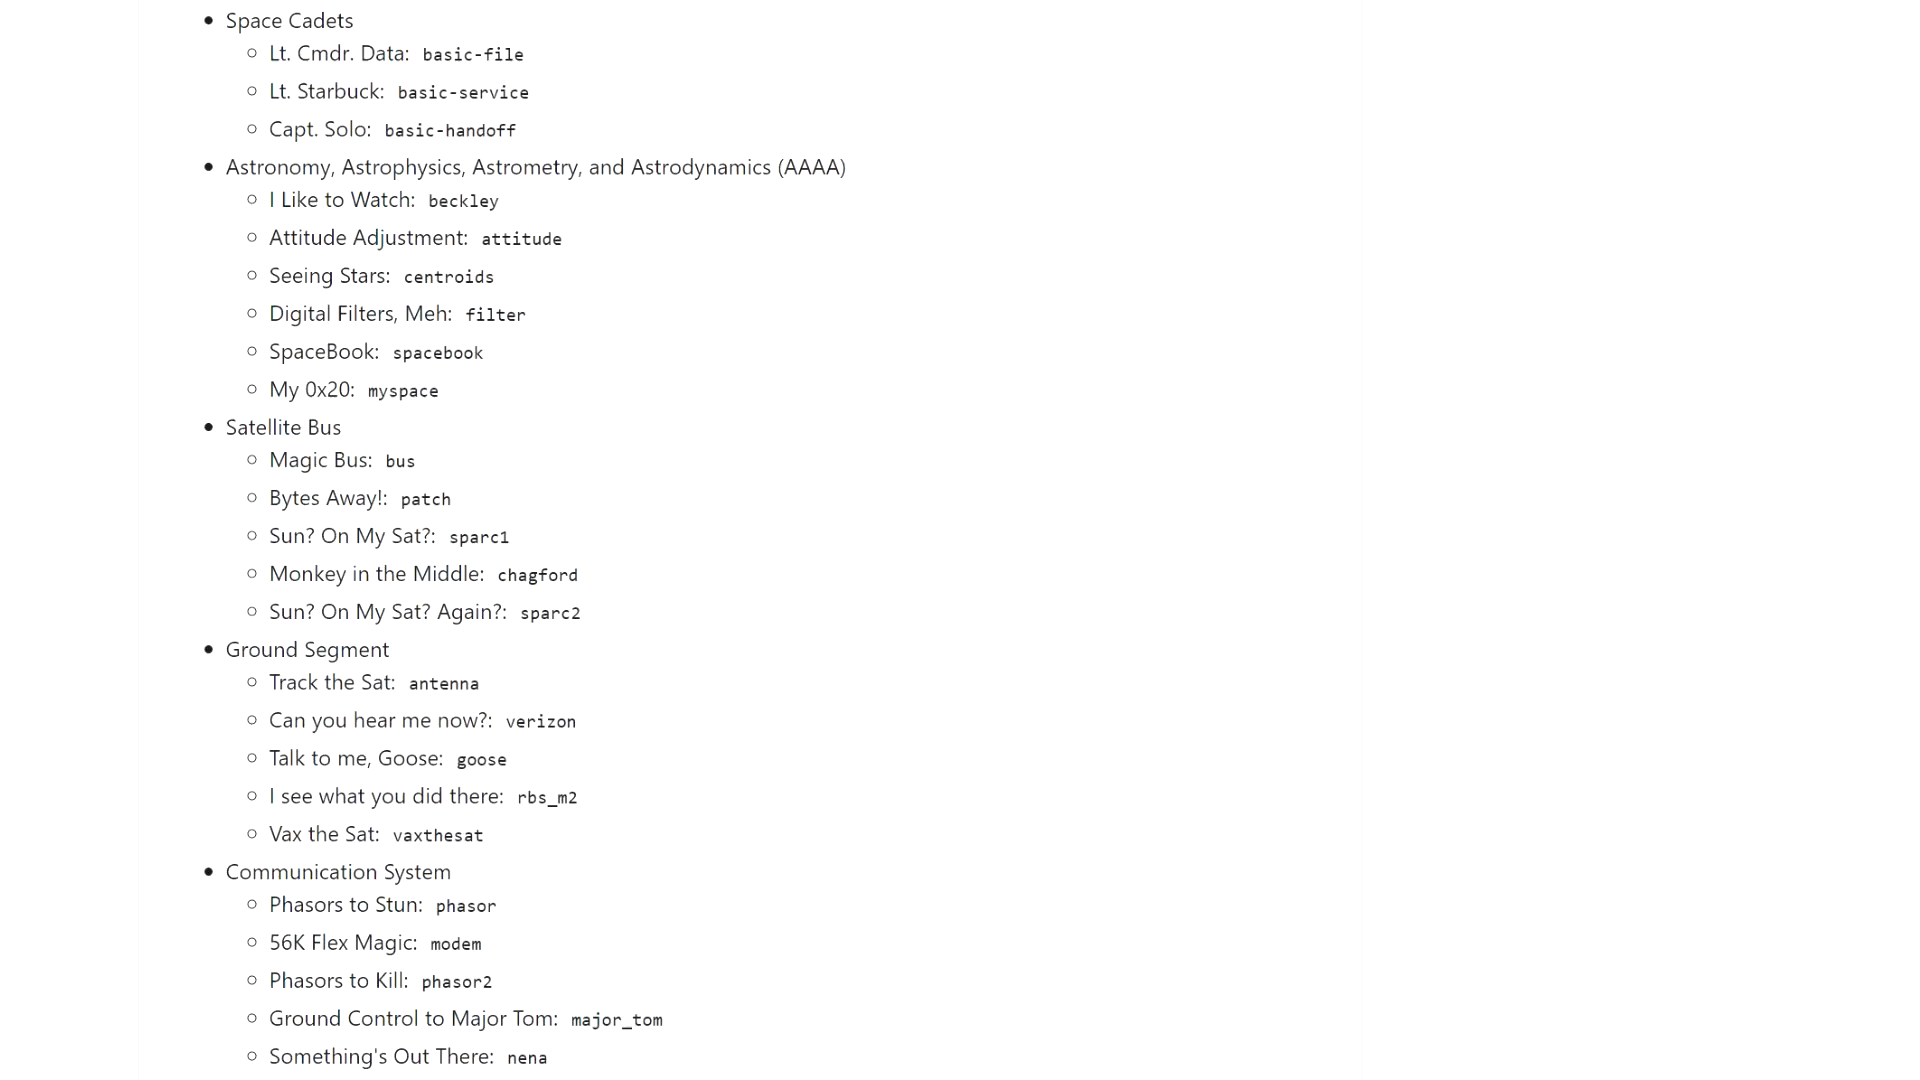 Space Cadets
Lt. Cmdr. Data: basic-file
Lt. Starbuck: basic-service
Capt. Solo: basic-handoff
Astronomy, Astrophysics, Astrometry, and Astrodynamics (AAAA)
I Like to Watch: beckley
Attitude Adjustment: attitude
Seeing Stars: centroids
Digital Filters, Meh: filter
SpaceBook: spacebook
My 0x20: myspace
Satellite Bus
Magic Bus: bus
Bytes Away!: patch
Sun? On My Sat?: sparc1
Monkey in the Middle: chagford
Sun? On My Sat? Again?: sparc2
Ground Segment
Track the Sat: antenna
Can you hear me now?: verizon
Talk to me, Goose: goose
I see what you did there: rbs_m2
Vax the Sat: vaxthesat
Communication System
Phasors to Stun: phasor
56K Flex Magic: modem
Phasors to Kill: phasor2
Ground Control to Major Tom: major_tom
Something's Out There: nena